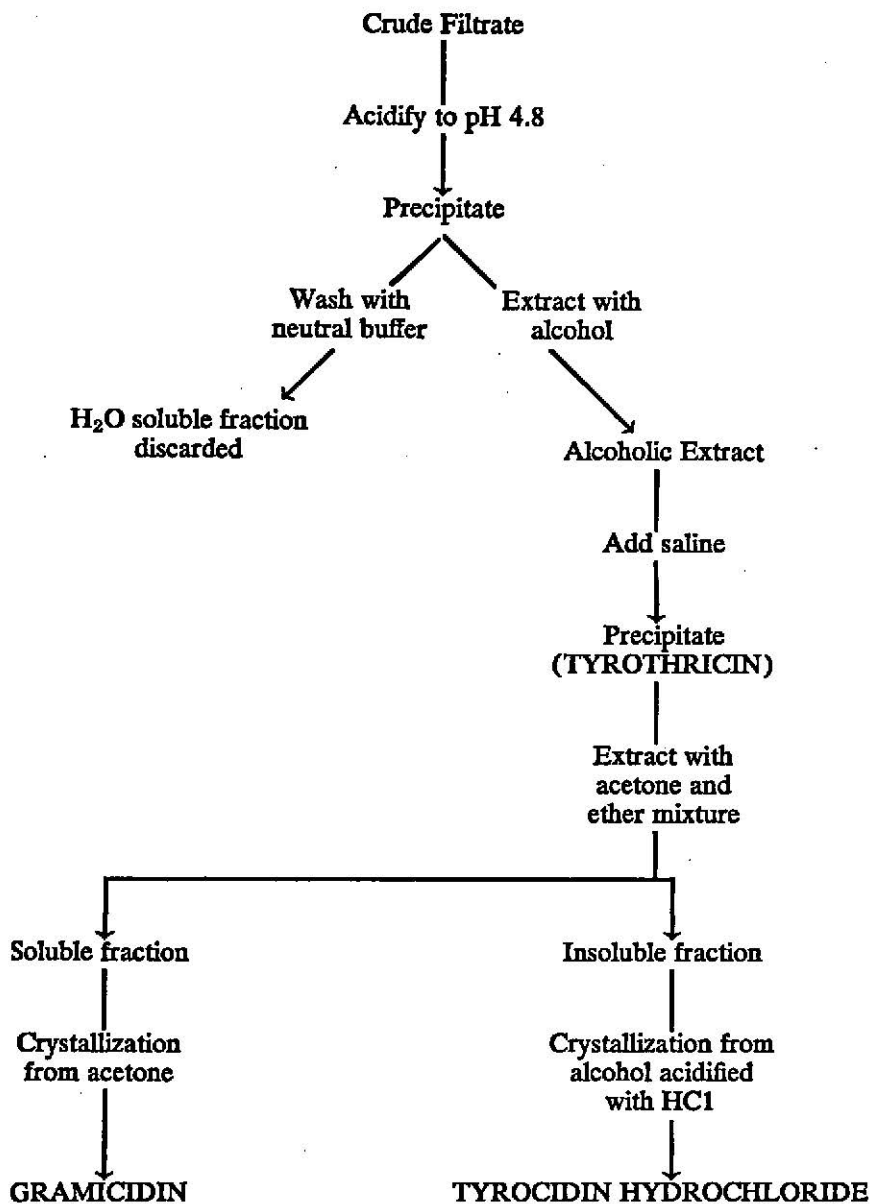 Crude Filtrate
Acidify to pH 4.8
Precipitate
Wash with
neutral buffer
Extract with
alcohol
H₂O soluble fraction
discarded
Alcoholic Extract
Add saline
Precipitate
(TYROTHRICIN)
Extract with
acetone and
ether mixture
Soluble fraction
Insoluble fraction
Crystallization
from acetone
Crystallization from
alcohol acidified
with HC1
GRAMICIDIN
TYROCIDIN HYDROCHLORIDE